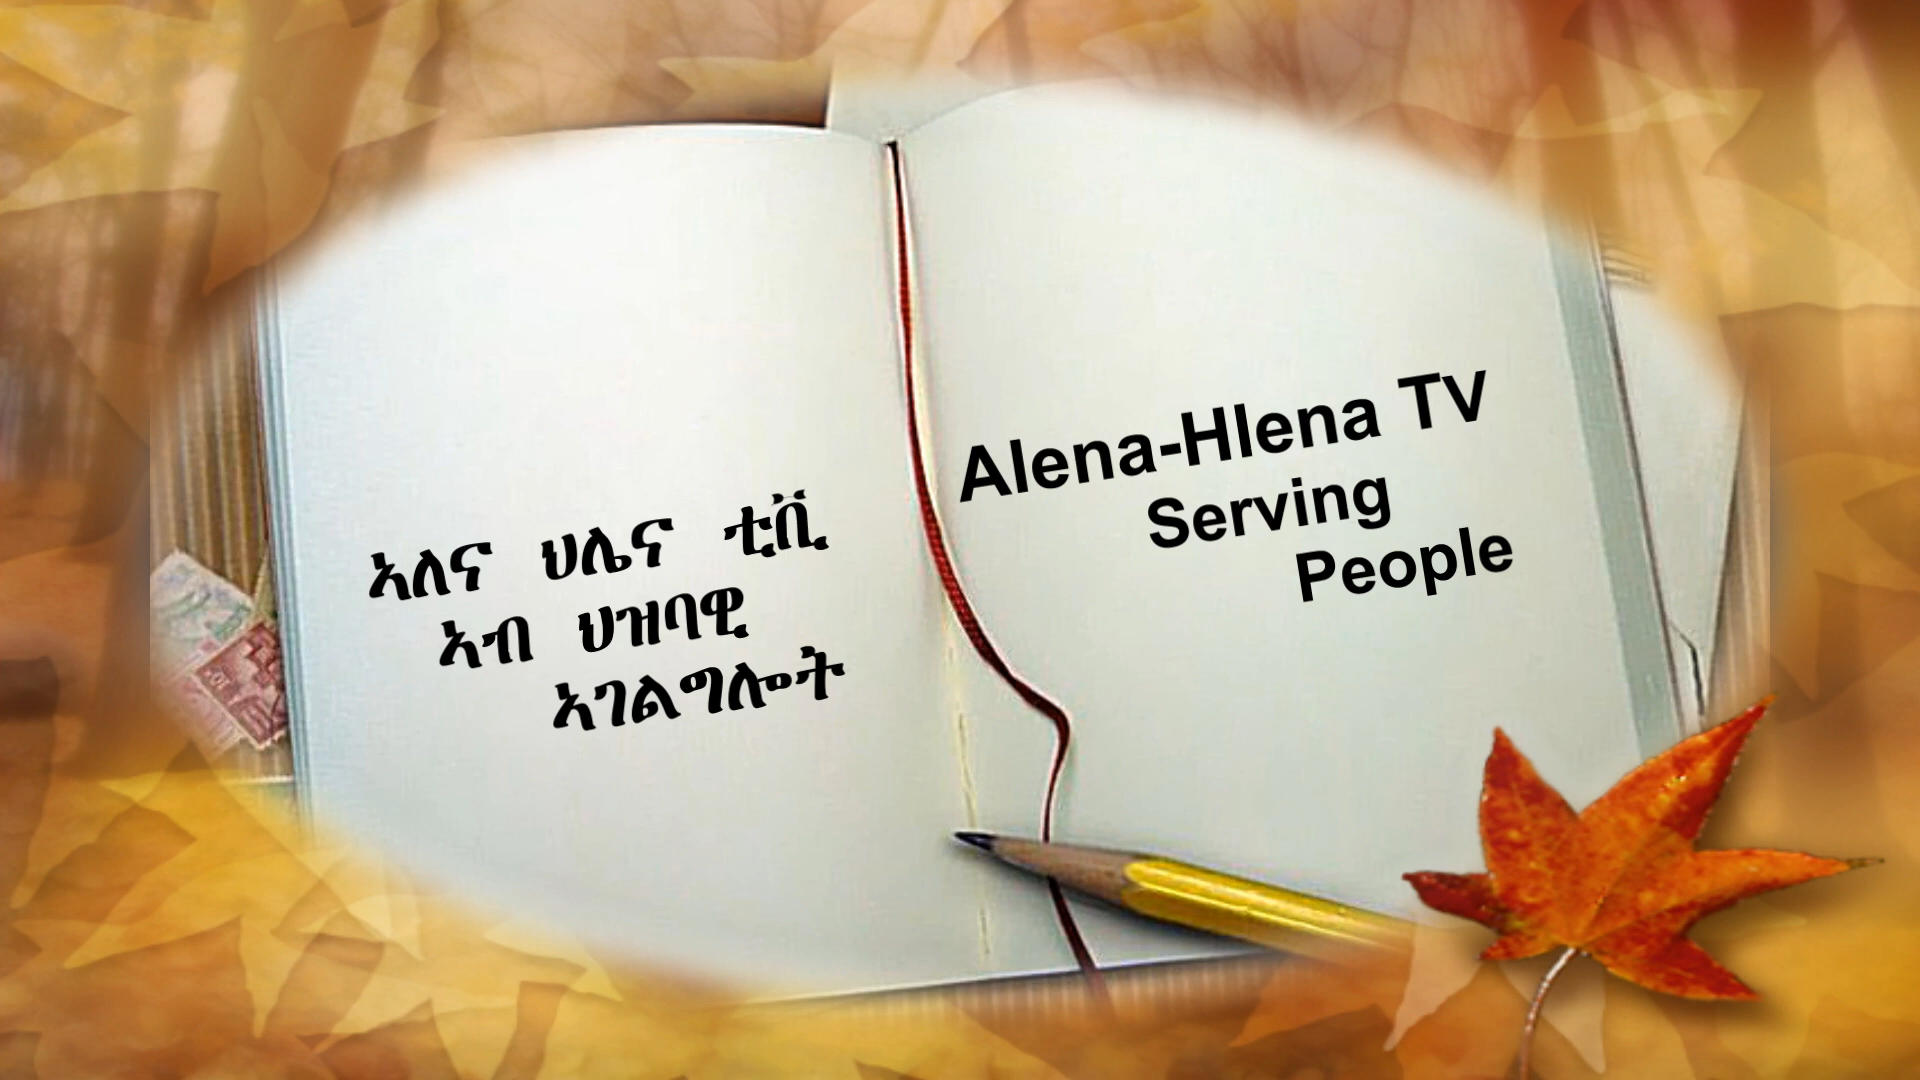 ኣለና ህሌና ቲቪ
ኣብ ህዝባዊ
ኣገልግሎት
Alena-Hlena TV
Serving
People